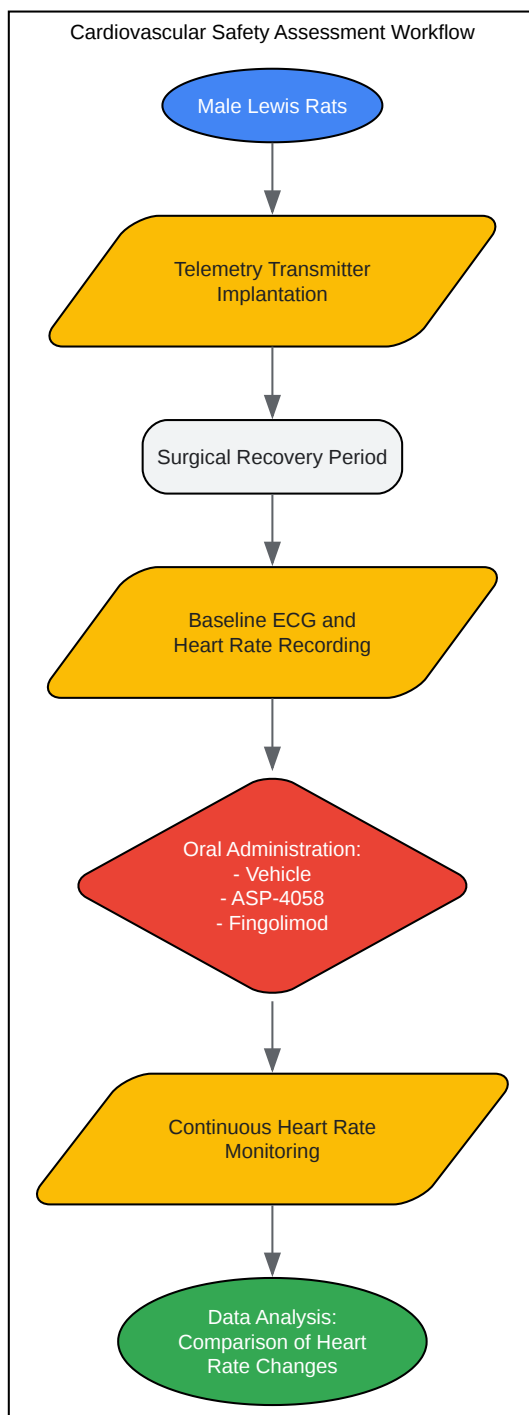 Cardiovascular Safety Assessment Workflow
Male Lewis Rats
Telemetry Transmitter
Implantation
Surgical Recovery Period
Baseline ECG and
Heart Rate Recording
Oral Administration:
- Vehicle
- ASP-4058
- Fingolimod
Continuous Heart Rate
Monitoring
Data Analysis:
Comparison of Heart
Rate Changes